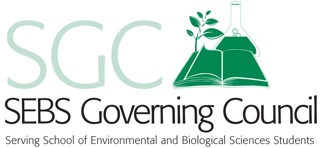 SGC
SEBS Governing Council
Serving School of Environmental and Biological Sciences Students